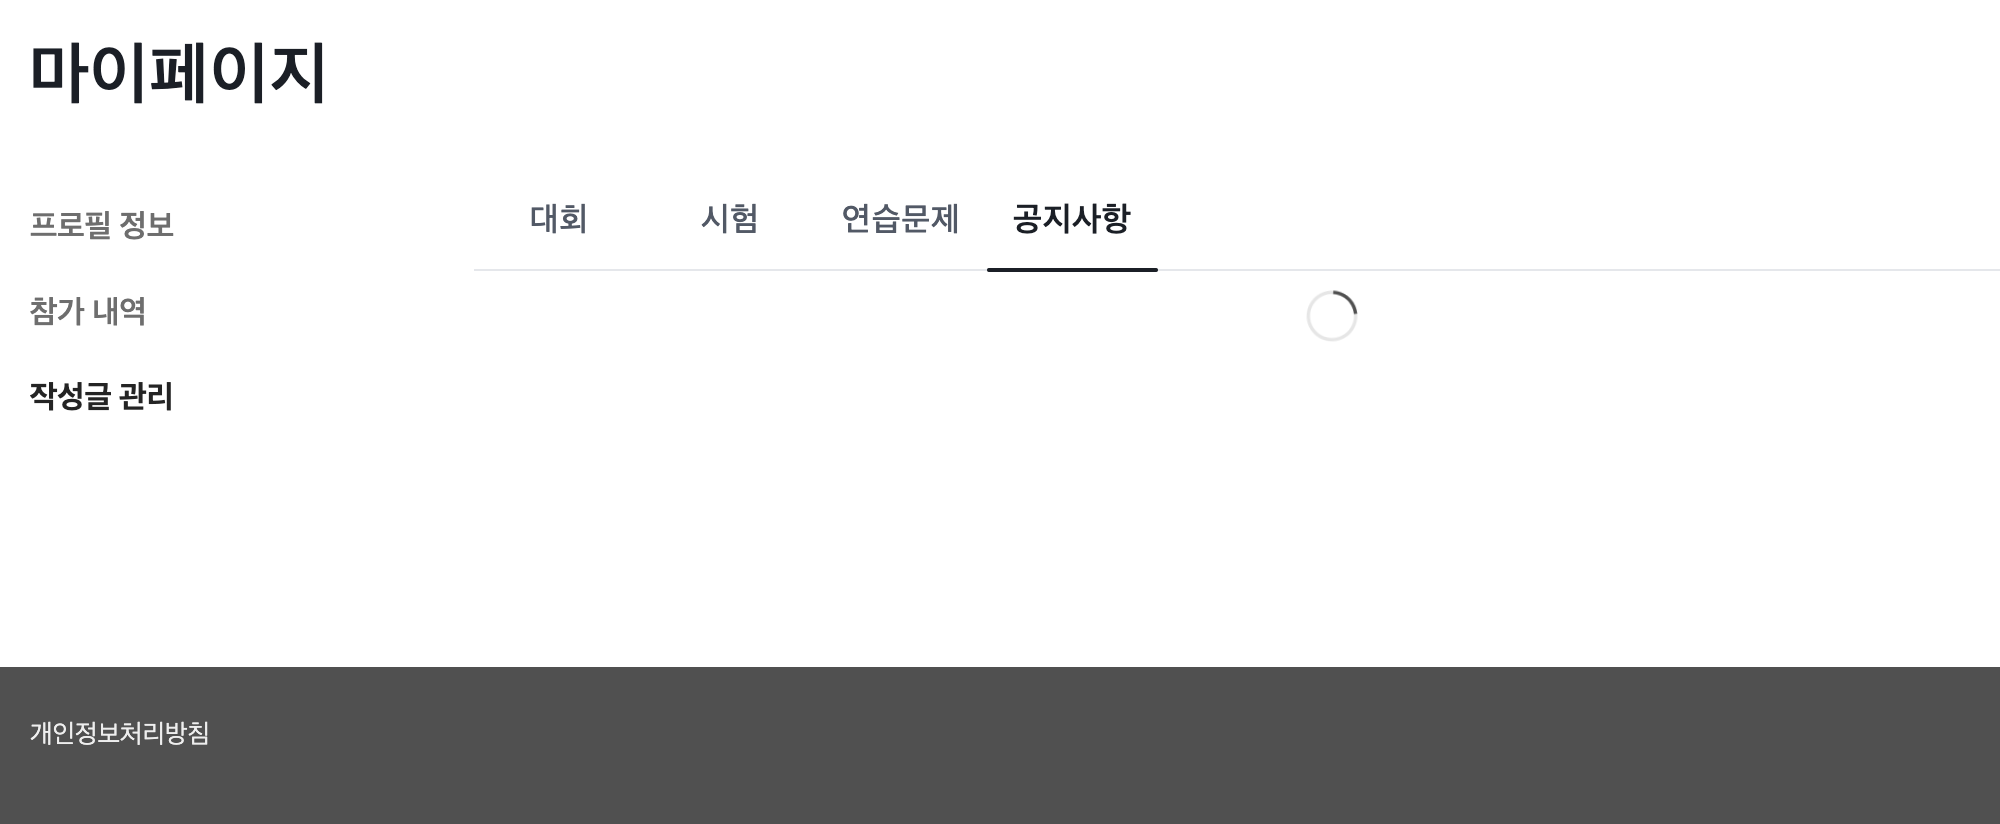 마이페이지
프로필 정보
참가 내역
작성글 관리
대회 시험 연습문제 공지사항
개인정보처리방침